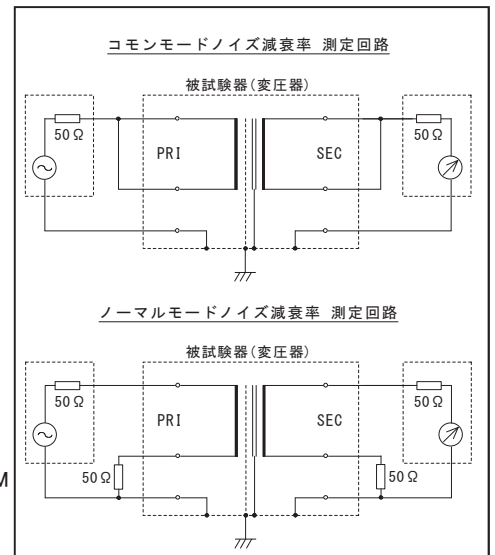 コモンモードノイズ減衰率 測定回路
被試験器(変圧器)
50Ω
50Ω
PRI
SEC
ノーマルモードノイズ減衰率 測定回路
被試験器(変圧器)
50Ω
50Ω
PRI
SEC
50Ω
50Ω
M